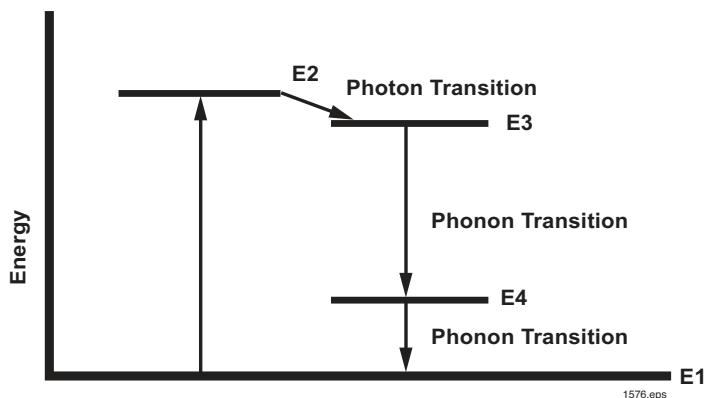 E2
Photon Transition
E3
Energy
Phonon Transition
E4
Phonon Transition
E1
1576.eps